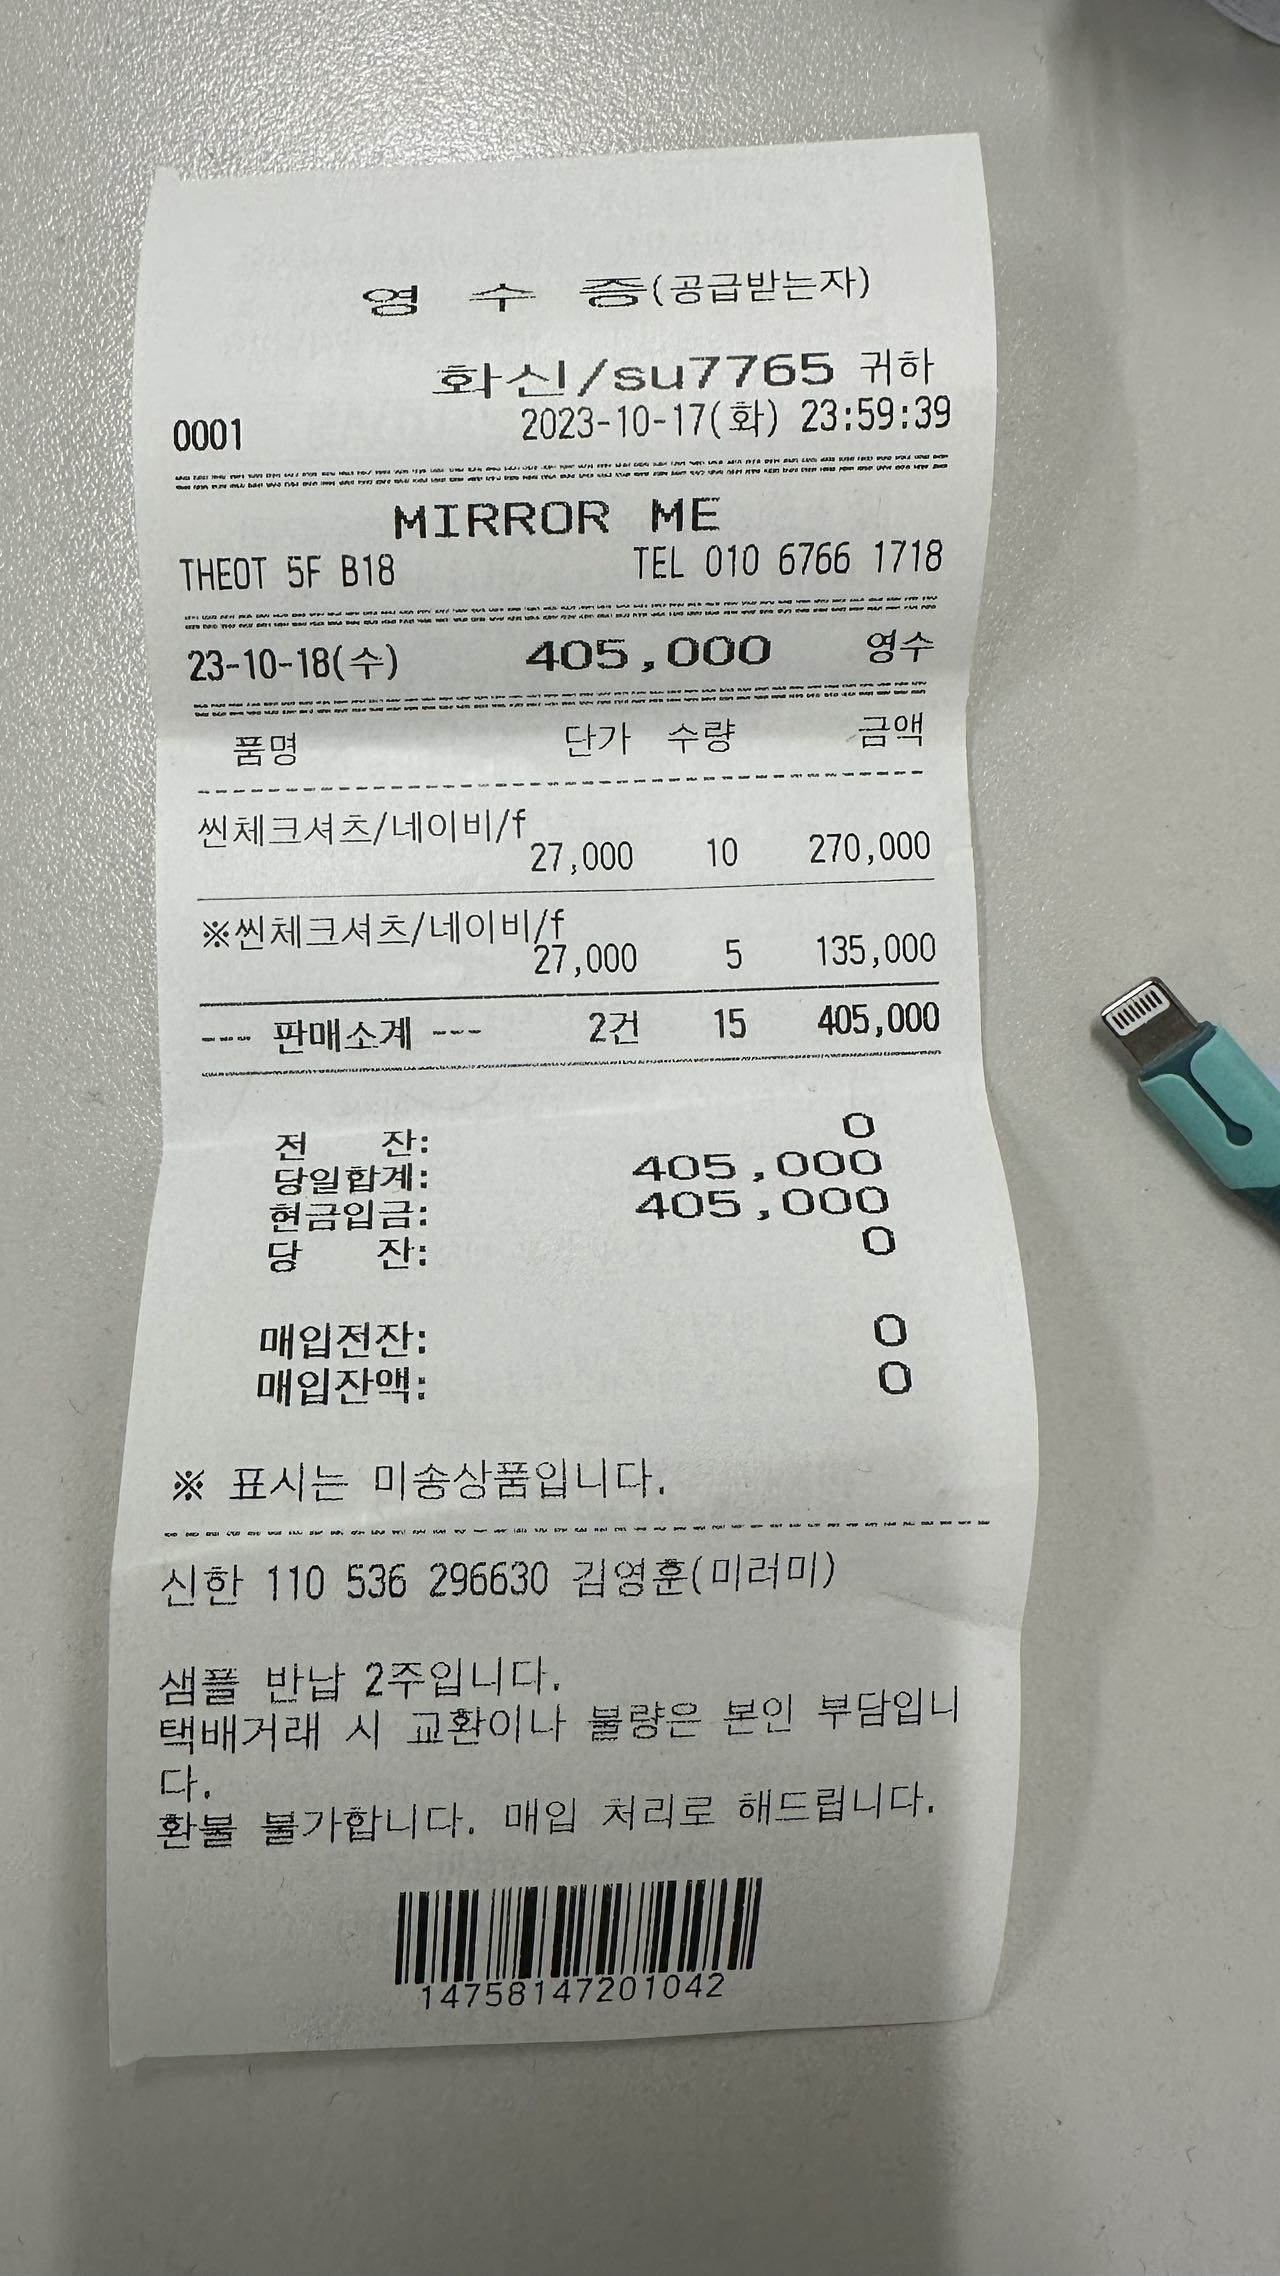 영 수 증(공급받는자)
화신/su7765 귀하
0001 2023-10-17(화) 23:59:39
MIRROR ME
THEOT 5F B18 TEL 010 6766 1718
23-10-18(수) 405,000 영수
품명 단가 수량 금액
씬체크셔츠/네이비/f
27,000 10 270,000
※씬체크셔츠/네이비/f
27,000 5 135,000
--- 판매소계 --- 2건 15 405,000
전 잔: 0
당일합계: 405,000
현금입금: 405,000
당 잔: 0
매입전잔: 0
매입잔액: 0
※ 표시는 미송상품입니다.
신한 110 536 296630 김영훈(미러미)
샘플 반납 2주입니다.
택배거래 시 교환이나 불량은 본인 부담입니
다.
환불 불가합니다. 매입 처리로 해드립니다.
14758147201042